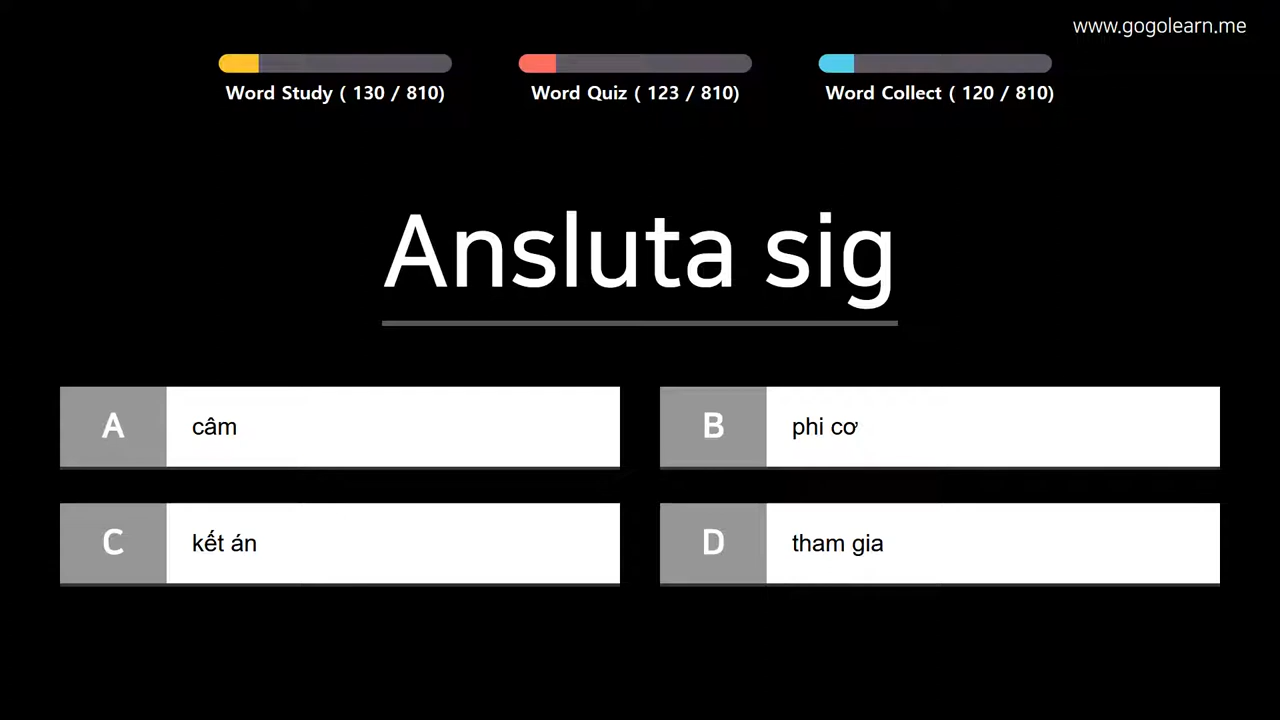 www.gogolearn.me
Word Study ( 130 / 810)
Word Quiz ( 123 / 810)
Word Collect ( 120 / 810)
Ansluta sig
A
câm
B
phi cơ
C
kết án
D
tham gia